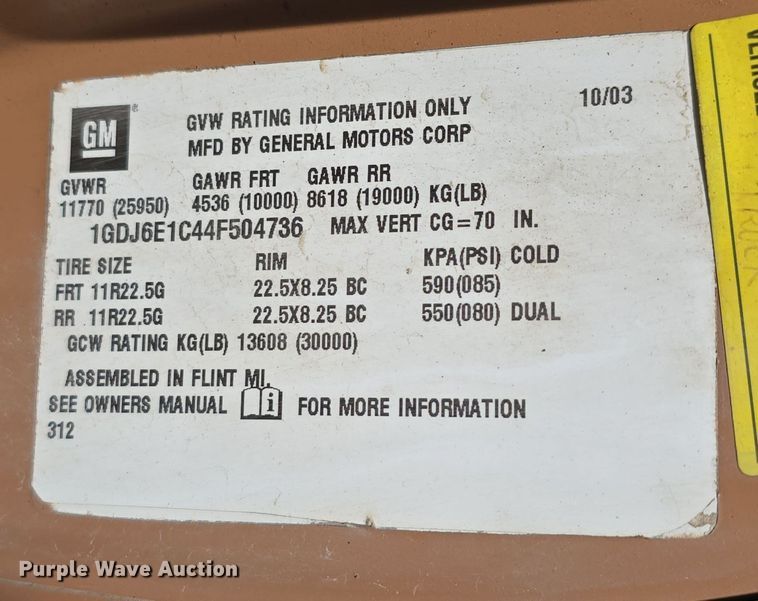 GM ®
GVW RATING INFORMATION ONLY
10/03
MFD BY GENERAL MOTORS CORP
GVWR GAWR FRT GAWR RR
11770 (25950) 4536 (10000) 8618 (19000) KG(LB)
1GDJ6E1C44F504736 MAX VERT CG=70 IN.
TIRE SIZE RIM KPA(PSI) COLD
FRT 11R22.5G 22.5X8.25 BC 590(085)
RR 11R22.5G 22.5X8.25 BC 550(080) DUAL
GCW RATING KG(LB) 13608 (30000)
ASSEMBLED IN FLINT MI.
SEE OWNERS MANUAL i FOR MORE INFORMATION
312
Purple Wave Auction